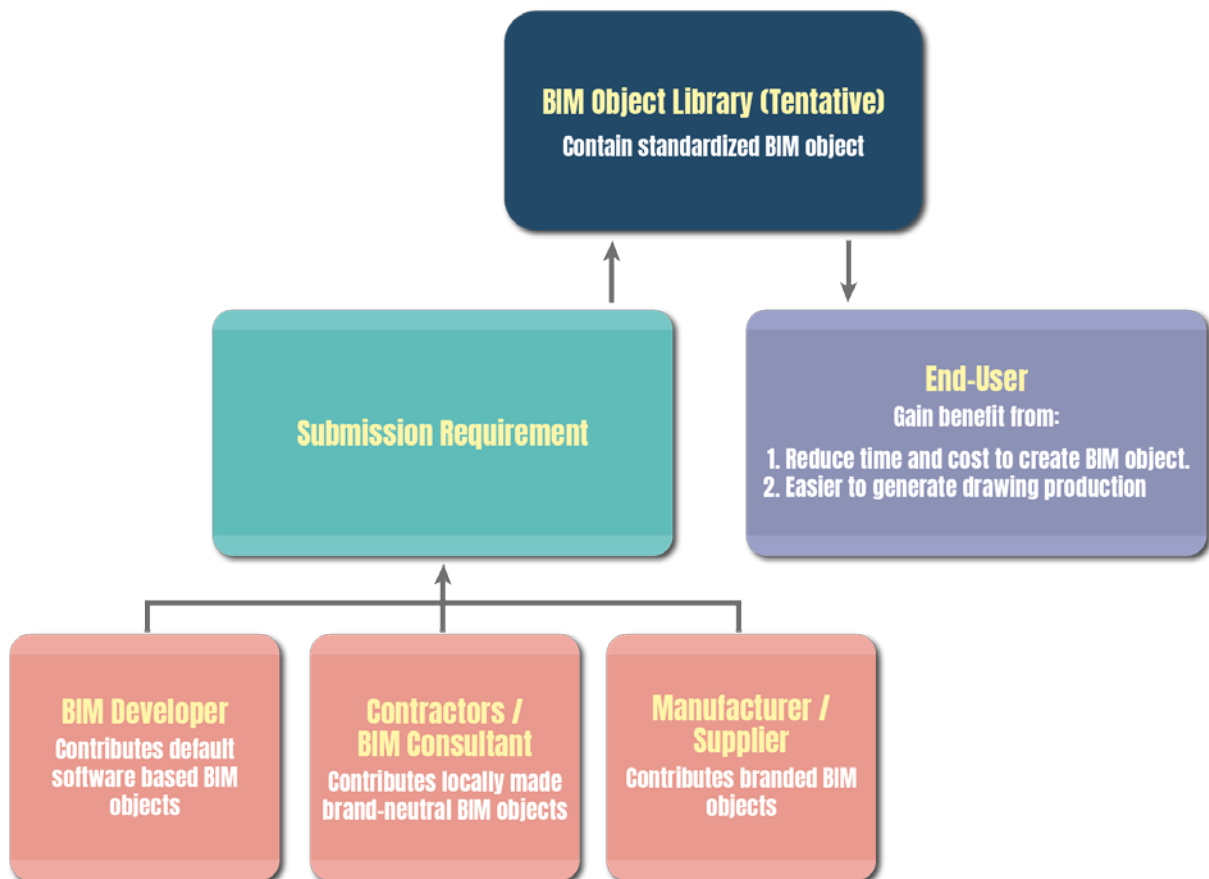 BIM Object Library (Tentative)
Contain standardized BIM object
Submission Requirement
End-User
Gain benefit from:
1. Reduce time and cost to create BIM object.
2. Easier to generate drawing production
BIM Developer
Contributes default
software based BIM
objects
Contractors /
BIM Consultant
Contributes locally made
brand-neutral BIM objects
Manufacturer /
Supplier
Contributes branded BIM
objects